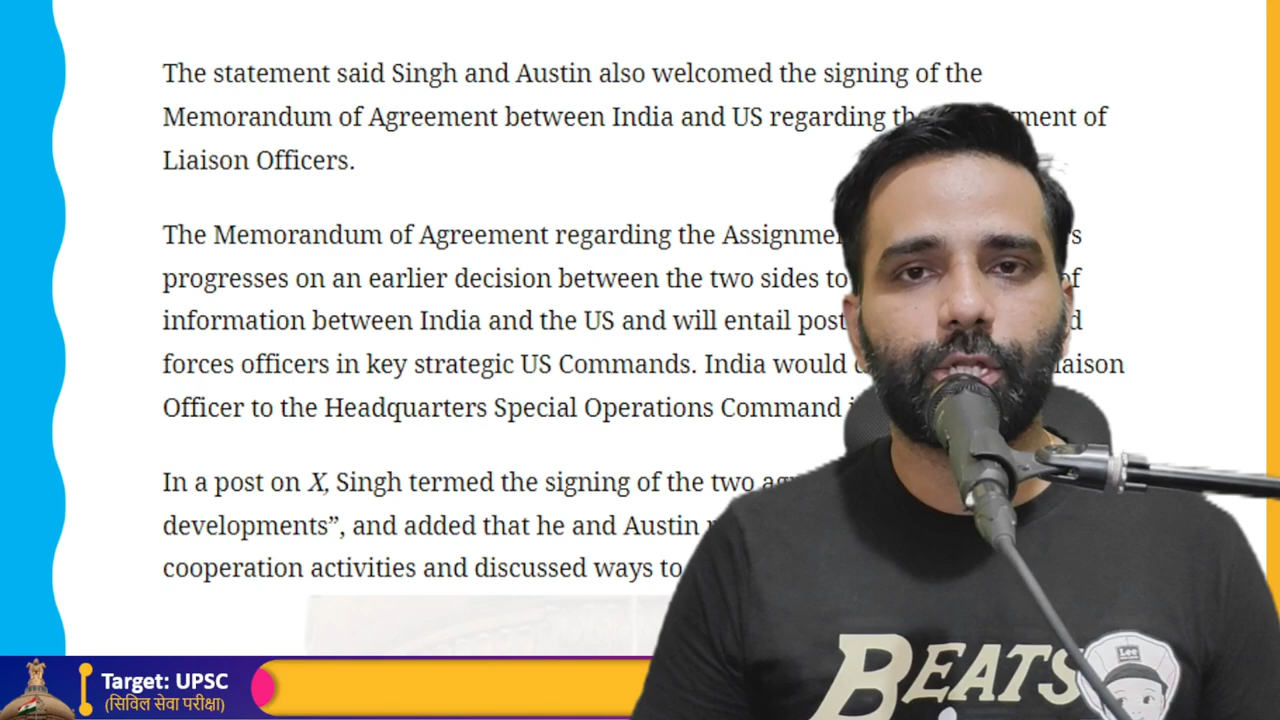 The statement said Singh and Austin also welcomed the signing of the
Memorandum of Agreement between India and US regarding of
Liaison Officers.
The Memorandum of Agreement regarding the
progresses on an earlier decision between the two sides to of
information between India and the US and will entail
forces officers in key strategic US Commands. India would
Officer to the Headquarters Special Operations Command
In a post on X, Singh termed the signing of the two
developments”, and added that he and Austin
cooperation activities and discussed ways to
Target: UPSC
(सिविल सेवा परीक्षा)
BEATS
Lee